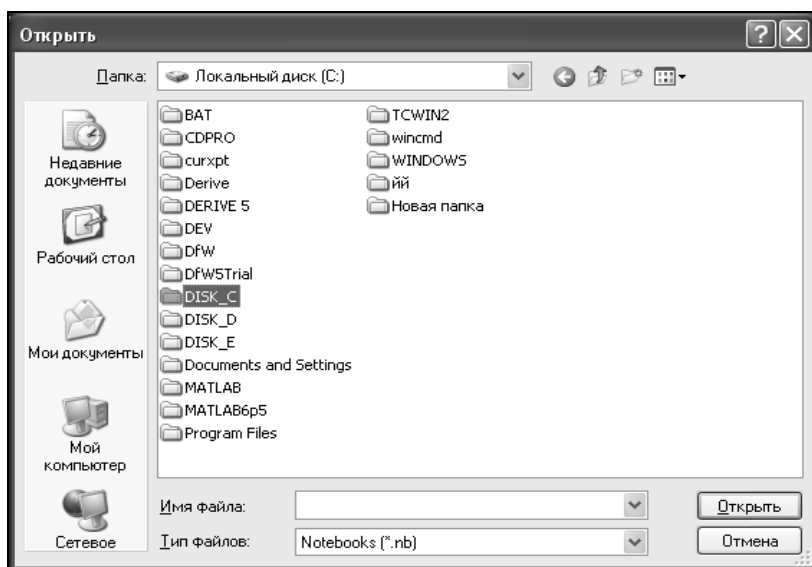 Открыть
Папка: Локальный диск (C:)
Недавние
документы
Рабочий стол
Мои документы
Мой
компьютер
Сетевое
BAT
CDPRO
curxpt
Derive
DERIVE 5
DEV
DfW
DfW5Trial
DISK_C
DISK_D
DISK_E
Documents and Settings
MATLAB
MATLAB6p5
Program Files
TCWIN2
wincmd
WINDOWS
йй
Новая папка
Имя файла: Открыть
Тип файлов: Notebooks (*.nb) Отмена